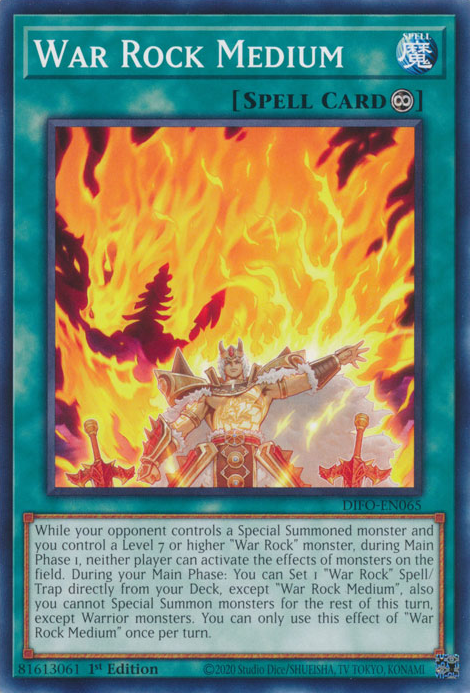 WAR ROCK MEDIUM
SPELL
魔
[SPELL CARD]
DIFO-EN065
While your opponent controls a Special Summoned monster and
you control a Level 7 or higher "War Rock" monster, during Main
Phase 1, neither player can activate the effects of monsters on the
field. During your Main Phase: You can Set 1 "War Rock" Spell/
Trap directly from your Deck, except "War Rock Medium", also
you cannot Special Summon monsters for the rest of this turn,
except Warrior monsters. You can only use this effect of "War
Rock Medium" once per turn.
81613061 1st Edition ©2020 Studio Dice/SHUEISHA, TV TOKYO, KONAMI